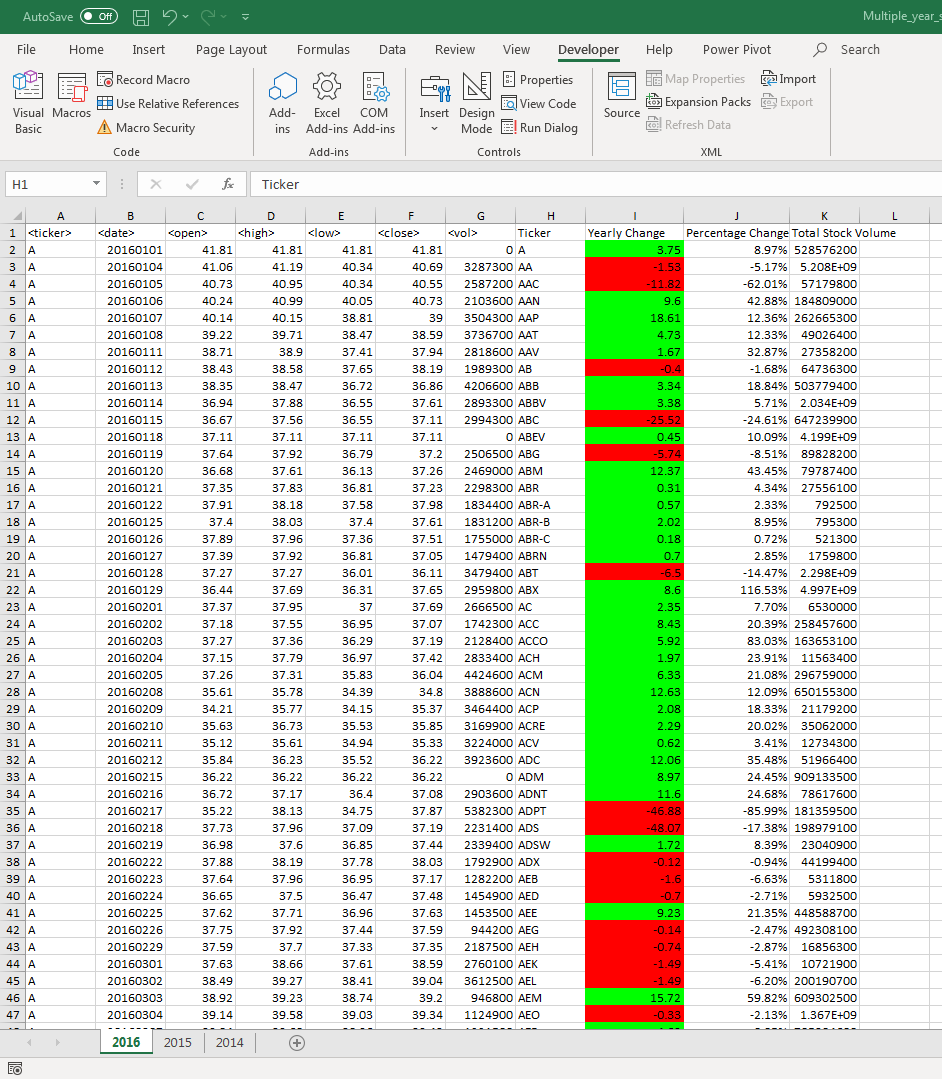 AutoSave Off Multiple_year_s
File Home Insert Page Layout Formulas Data Review View Developer Help Power Pivot Search
Visual Basic
Macros
Record Macro
Use Relative References
Macro Security
Code
Add-ins
Excel Add-ins
COM Add-ins
Add-ins
Insert
Design Mode
Properties
View Code
Run Dialog
Controls
Source
Map Properties
Expansion Packs
Refresh Data
Import
Export
XML
H1 fx Ticker
A B C D E F G H I J K L
1 <ticker> <date> <open> <high> <low> <close> <vol> Ticker Yearly Change Percentage Change Total Stock Volume
2 A 20160101 41.81 41.81 41.81 41.81 0 A 3.75 8.97% 528576200
3 A 20160104 41.06 41.19 40.34 40.69 3287300 AA -1.53 -5.17% 5.208E+09
4 A 20160105 40.73 40.95 40.34 40.55 2587200 AAC -11.82 -62.01% 57179800
5 A 20160106 40.24 40.99 40.05 40.73 2103600 AAN 9.6 42.88% 184809000
6 A 20160107 40.14 40.15 38.81 39 3504300 AAP 18.61 12.36% 262665300
7 A 20160108 39.22 39.71 38.47 38.59 3736700 AAT 4.73 12.33% 49026400
8 A 20160111 38.71 38.9 37.41 37.94 2818600 AAV 1.67 32.87% 27358200
9 A 20160112 38.43 38.58 37.65 38.19 1989300 AB -0.4 -1.68% 64736300
10 A 20160113 38.35 38.47 36.72 36.86 4206600 ABB 3.34 18.84% 503779400
11 A 20160114 36.94 37.88 36.55 37.61 2893300 ABBV 3.38 5.71% 2.034E+09
12 A 20160115 36.67 37.56 36.55 37.11 2994300 ABC -25.52 -24.61% 647239900
13 A 20160118 37.11 37.11 37.11 37.11 0 ABEV 0.45 10.09% 4.199E+09
14 A 20160119 37.64 37.92 36.79 37.2 2506500 ABG -5.74 -8.51% 89828200
15 A 20160120 36.68 37.61 36.13 37.26 2469000 ABM 12.37 43.45% 79787400
16 A 20160121 37.35 37.83 36.81 37.23 2298300 ABR 0.31 4.34% 27556100
17 A 20160122 37.91 38.18 37.58 37.98 1834400 ABR-A 0.57 2.33% 792500
18 A 20160125 37.4 38.03 37.4 37.61 1831200 ABR-B 2.02 8.95% 795300
19 A 20160126 37.89 37.96 37.36 37.51 1755000 ABR-C 0.18 0.72% 521300
20 A 20160127 37.39 37.92 36.81 37.05 1479400 ABRN 0.7 2.85% 1759800
21 A 20160128 37.27 37.27 36.01 36.11 3479400 ABT -6.5 -14.47% 2.298E+09
22 A 20160129 36.44 37.69 36.31 37.65 2959800 ABX 8.6 116.53% 4.997E+09
23 A 20160201 37.37 37.95 37 37.69 2666500 AC 2.35 7.70% 6530000
24 A 20160202 37.18 37.55 36.95 37.07 1742300 ACC 8.43 20.39% 258457600
25 A 20160203 37.27 37.36 36.29 37.19 2128400 ACCO 5.92 83.03% 163653100
26 A 20160204 37.15 37.79 36.97 37.42 2833400 ACH 1.97 23.91% 11563400
27 A 20160205 37.26 37.31 35.83 36.04 4424600 ACM 6.33 21.08% 296759000
28 A 20160208 35.61 35.78 34.39 34.8 3888600 ACN 12.63 12.09% 650155300
29 A 20160209 34.21 35.77 34.15 35.37 3464400 ACP 2.08 18.33% 21179200
30 A 20160210 35.63 36.73 35.53 35.85 3169900 ACRE 2.29 20.02% 35062000
31 A 20160211 35.12 35.61 34.94 35.33 3224000 ACV 0.62 3.41% 12734300
32 A 20160212 35.84 36.23 35.52 36.22 3923600 ADC 12.06 35.48% 51966400
33 A 20160215 36.22 36.22 36.22 36.22 0 ADM 8.97 24.45% 909133500
34 A 20160216 36.72 37.17 36.4 37.08 2903600 ADNT 11.6 24.68% 78617600
35 A 20160217 35.22 38.13 34.75 37.87 5382300 ADPT -46.88 -85.99% 181359500
36 A 20160218 37.73 37.96 37.09 37.19 2231400 ADS -48.07 -17.38% 198979100
37 A 20160219 36.98 37.6 36.85 37.44 2339400 ADSW 1.72 8.39% 23040900
38 A 20160222 37.88 38.19 37.78 38.03 1792900 ADX -0.12 -0.94% 44199400
39 A 20160223 37.64 37.96 36.95 37.17 1282200 AEB -1.6 -6.63% 5311800
40 A 20160224 36.65 37.5 36.47 37.48 1454900 AED -0.7 -2.71% 5932500
41 A 20160225 37.62 37.71 36.96 37.63 1453500 AEE 9.23 21.35% 448588700
42 A 20160226 37.75 37.92 37.44 37.59 944200 AEG -0.14 -2.47% 492308100
43 A 20160229 37.59 37.7 37.33 37.35 2187500 AEH -0.74 -2.87% 16856300
44 A 20160301 37.63 38.66 37.61 38.59 2760100 AEK -1.49 -5.41% 10721900
45 A 20160302 38.49 39.27 38.41 39.04 3612500 AEL -1.49 -6.20% 200190700
46 A 20160303 38.92 39.23 38.74 39.2 946800 AEM 15.72 59.82% 609302500
47 A 20160304 39.14 39.58 39.03 39.34 1124900 AEO -0.33 -2.13% 1.367E+09
2016 2015 2014